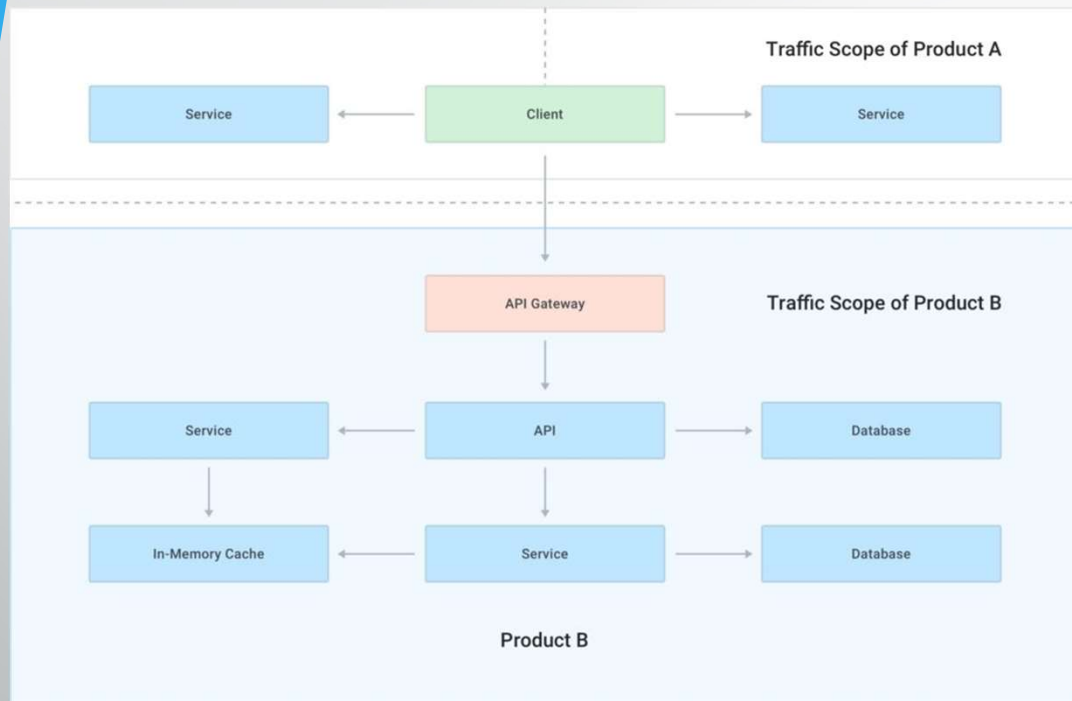 Traffic Scope of Product A
Service
Client
Service
API Gateway
Traffic Scope of Product B
Service
API
Database
In-Memory Cache
Service
Database
Product B